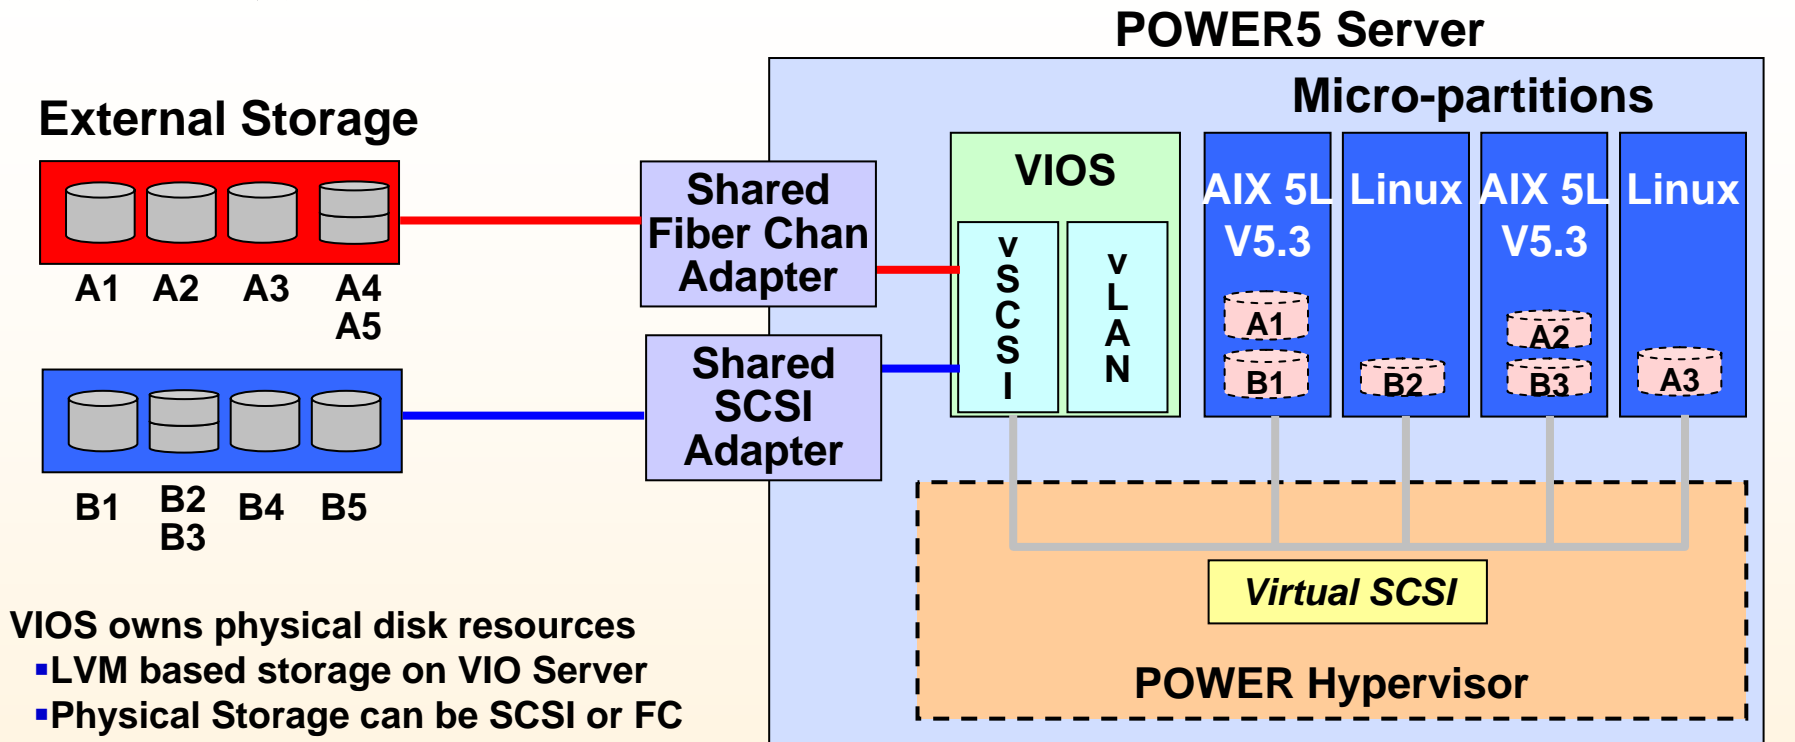 POWER5 Server
External Storage
Micro-partitions
A1 A2 A3 A4
A5
B1 B2 B4 B5
B3
Shared
Fiber Chan
Adapter
Shared
SCSI
Adapter
VIOS
vSCSI
vLAN
AIX 5L
V5.3
A1
B1
Linux
B2
AIX 5L
V5.3
A2
B3
Linux
A3
Virtual SCSI
POWER Hypervisor
VIOS owns physical disk resources
▪LVM based storage on VIO Server
▪Physical Storage can be SCSI or FC